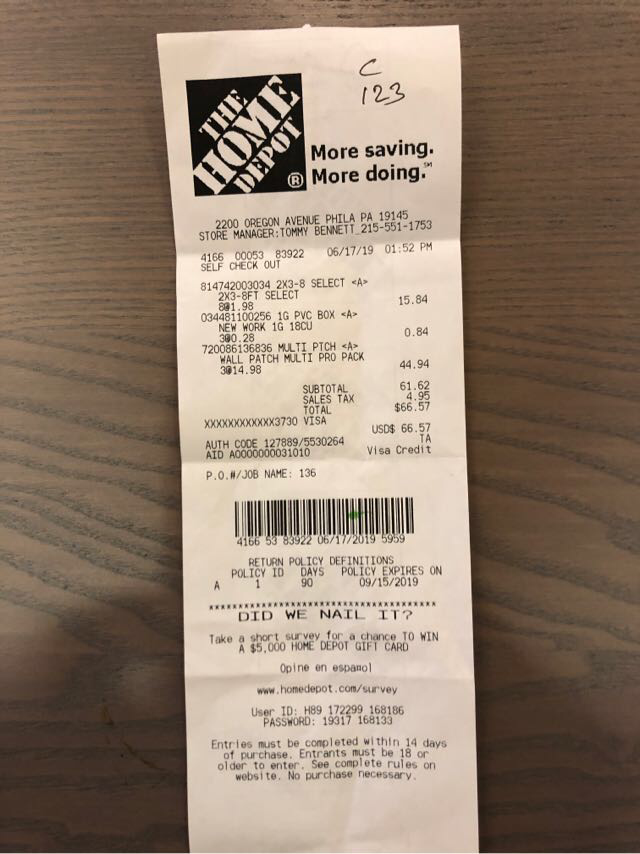 C
123
THE
HOME
DEPOT
®
More saving.
More doing.℠
2200 OREGON AVENUE PHILA PA 19145
STORE MANAGER:TOMMY BENNETT 215-551-1753
4166 00053 83922 06/17/19 01:52 PM
SELF CHECK OUT
814742003034 2X3-8 SELECT <A>
2X3-8FT SELECT
8@1.98 15.84
034481100256 1G PVC BOX <A>
NEW WORK 1G 18CU
3@0.28 0.84
720086136836 MULTI PTCH <A>
WALL PATCH MULTI PRO PACK
3@14.98 44.94
SUBTOTAL 61.62
SALES TAX 4.95
TOTAL $66.57
XXXXXXXXXXXX3730 VISA
USD$ 66.57
AUTH CODE 127889/5530264 TA
AID A0000000031010 Visa Credit
P.O.#/JOB NAME: 136
4166 53 83922 06/17/2019 5959
RETURN POLICY DEFINITIONS
POLICY ID DAYS POLICY EXPIRES ON
A 1 90 09/15/2019
DID WE NAIL IT?
Take a short survey for a chance TO WIN
A $5,000 HOME DEPOT GIFT CARD
Opine en espanol
www.homedepot.com/survey
User ID: H89 172299 168186
PASSWORD: 19317 168133
Entries must be completed within 14 days
of purchase. Entrants must be 18 or
older to enter. See complete rules on
website. No purchase necessary.